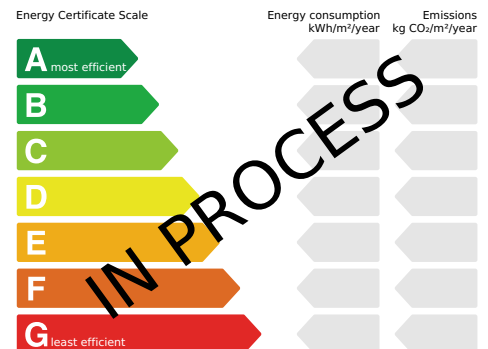 Energy Certificate Scale
Energy consumption
kWh/m²/year
Emissions
kg CO₂/m²/year
A most efficient
B
C
D
E
F
G least efficient
IN PROCESS